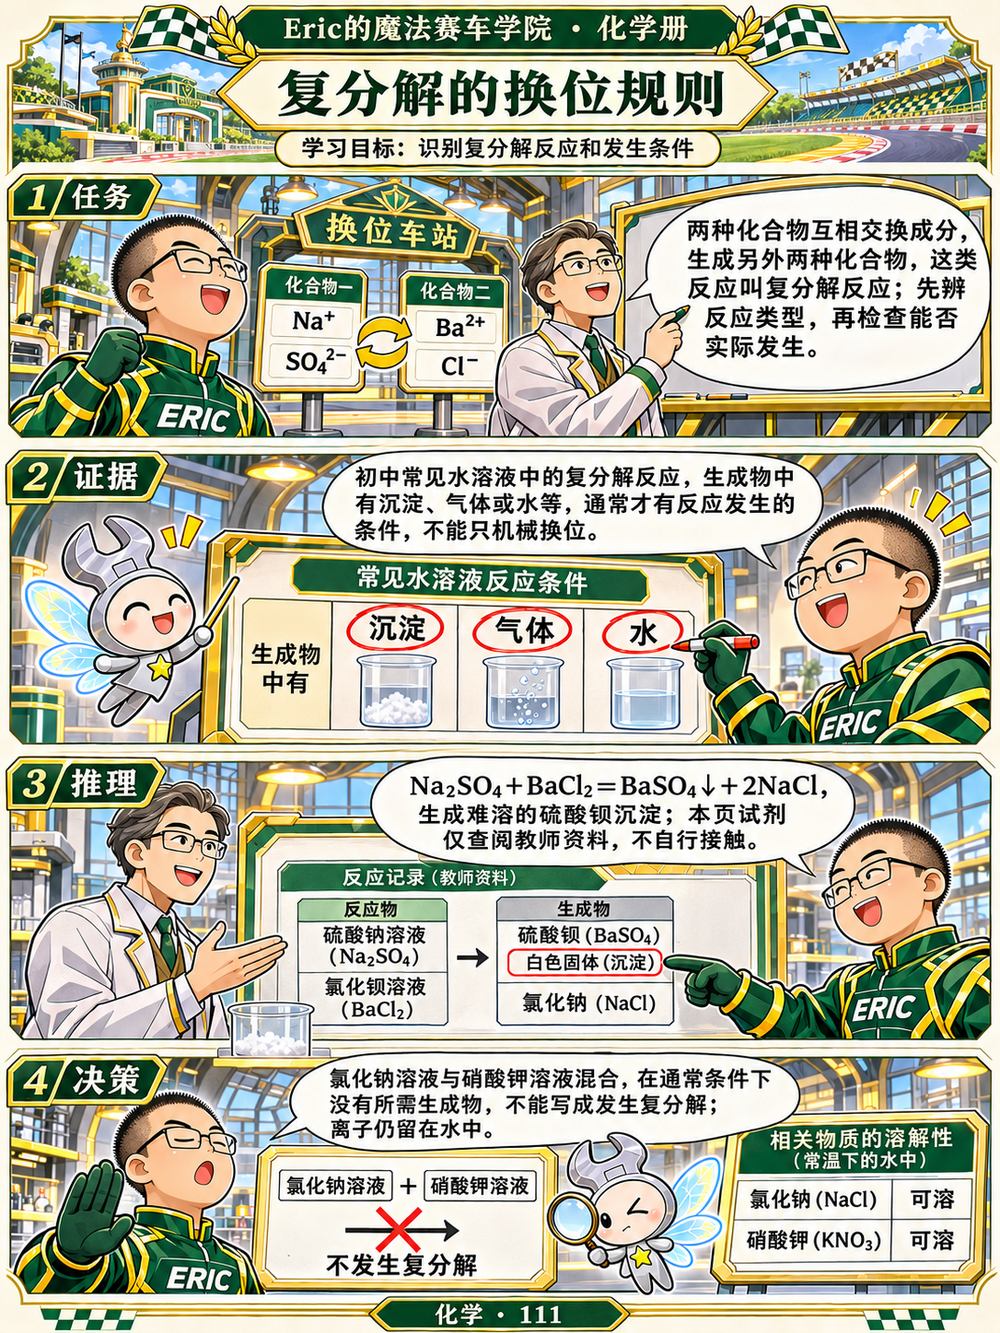 Eric的魔法赛车学院 · 化学册
复分解的换位规则
学习目标：识别复分解反应和发生条件
1 任务
换位车站
化合物一
Na⁺
SO₄²⁻
化合物二
Ba²⁺
Cl⁻
两种化合物互相交换成分，
生成另外两种化合物，这类
反应叫复分解反应；先辨
反应类型，再检查能否
实际发生。
ERIC
2 证据
初中常见水溶液中的复分解反应，生成物中
有沉淀、气体或水等，通常才有反应发生的
条件，不能只机械换位。
常见水溶液反应条件
生成物
中有
沉淀
气体
水
ERIC
3 推理
Na₂SO₄＋BaCl₂＝BaSO₄↓＋2NaCl，
生成难溶的硫酸钡沉淀；本页试剂
仅查阅教师资料，不自行接触。
反应记录（教师资料）
反应物
硫酸钠溶液
（Na₂SO₄）
氯化钡溶液
（BaCl₂）
→
生成物
硫酸钡（BaSO₄）
白色固体（沉淀）
氯化钠（NaCl）
ERIC
4 决策
氯化钠溶液与硝酸钾溶液混合，在通常条件下
没有所需生成物，不能写成发生复分解；
离子仍留在水中。
氯化钠溶液 ＋ 硝酸钾溶液
不发生复分解
相关物质的溶解性
（常温下的水中）
氯化钠（NaCl） 可溶
硝酸钾（KNO₃） 可溶
ERIC
化学 · 111